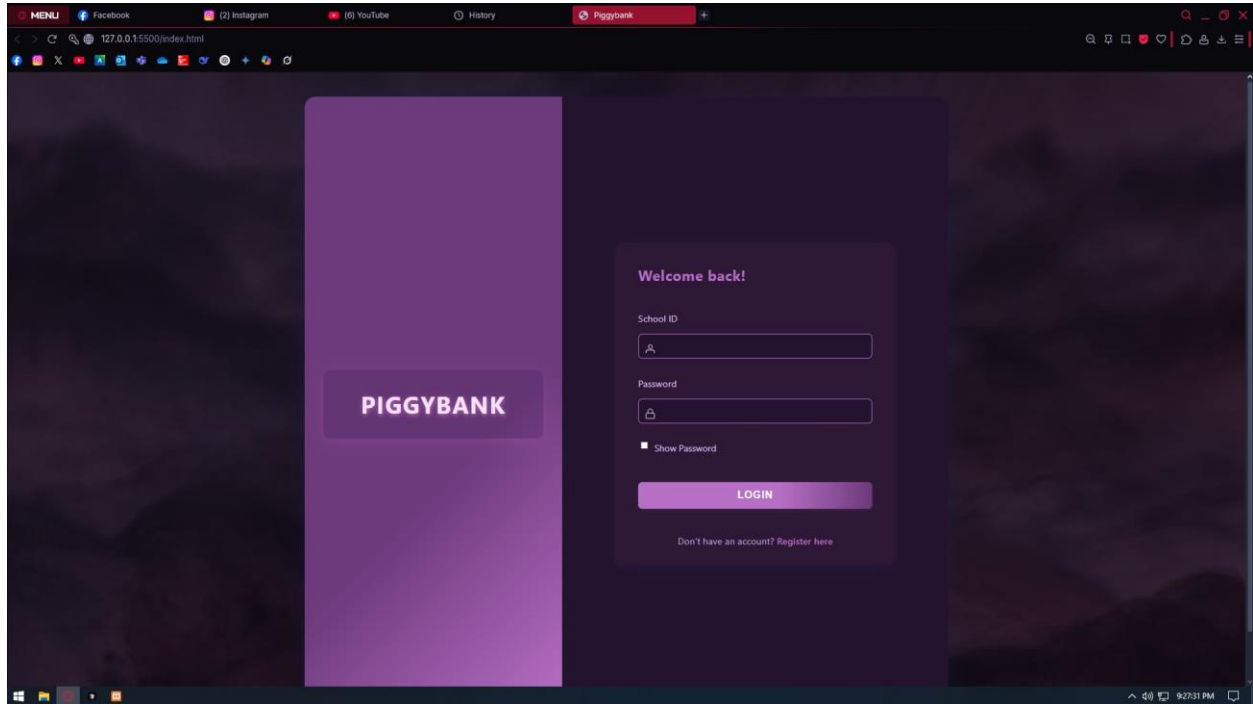 MENU
Facebook
(2) Instagram
(6) YouTube
History
Piggybank
127.0.0.1:5500/index.html
PIGGYBANK
Welcome back!
School ID
Password
Show Password
LOGIN
Don't have an account? Register here
9:27:31 PM